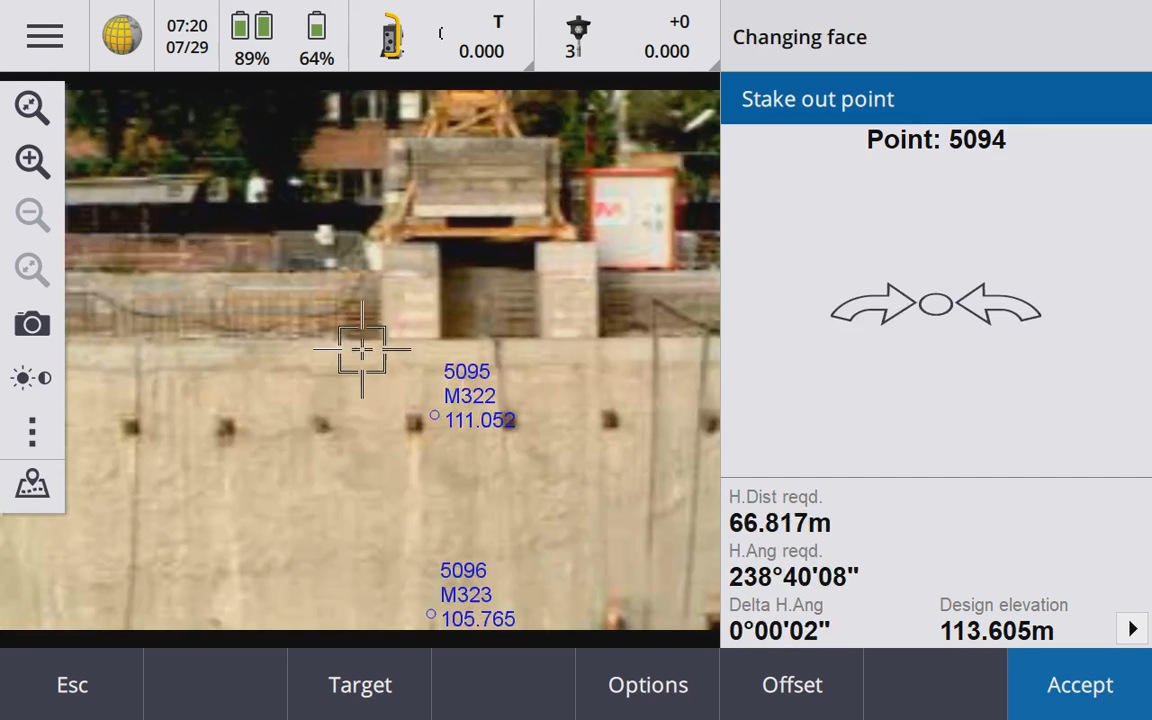 07:20
07/29
89%
64%
T
0.000
3
+0
0.000
Changing face
Stake out point
Point: 5094
5095
M322
111.052
5096
M323
105.765
H.Dist reqd.
66.817m
H.Ang reqd.
238°40'08"
Delta H.Ang
0°00'02"
Design elevation
113.605m
Esc
Target
Options
Offset
Accept